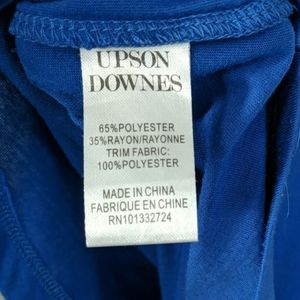 UPSON
DOWNES
65%POLYESTER
35%RAYON/RAYONNE
TRIM FABRIC:
100%POLYESTER
MADE IN CHINA
FABRIQUE EN CHINE
RN101332724